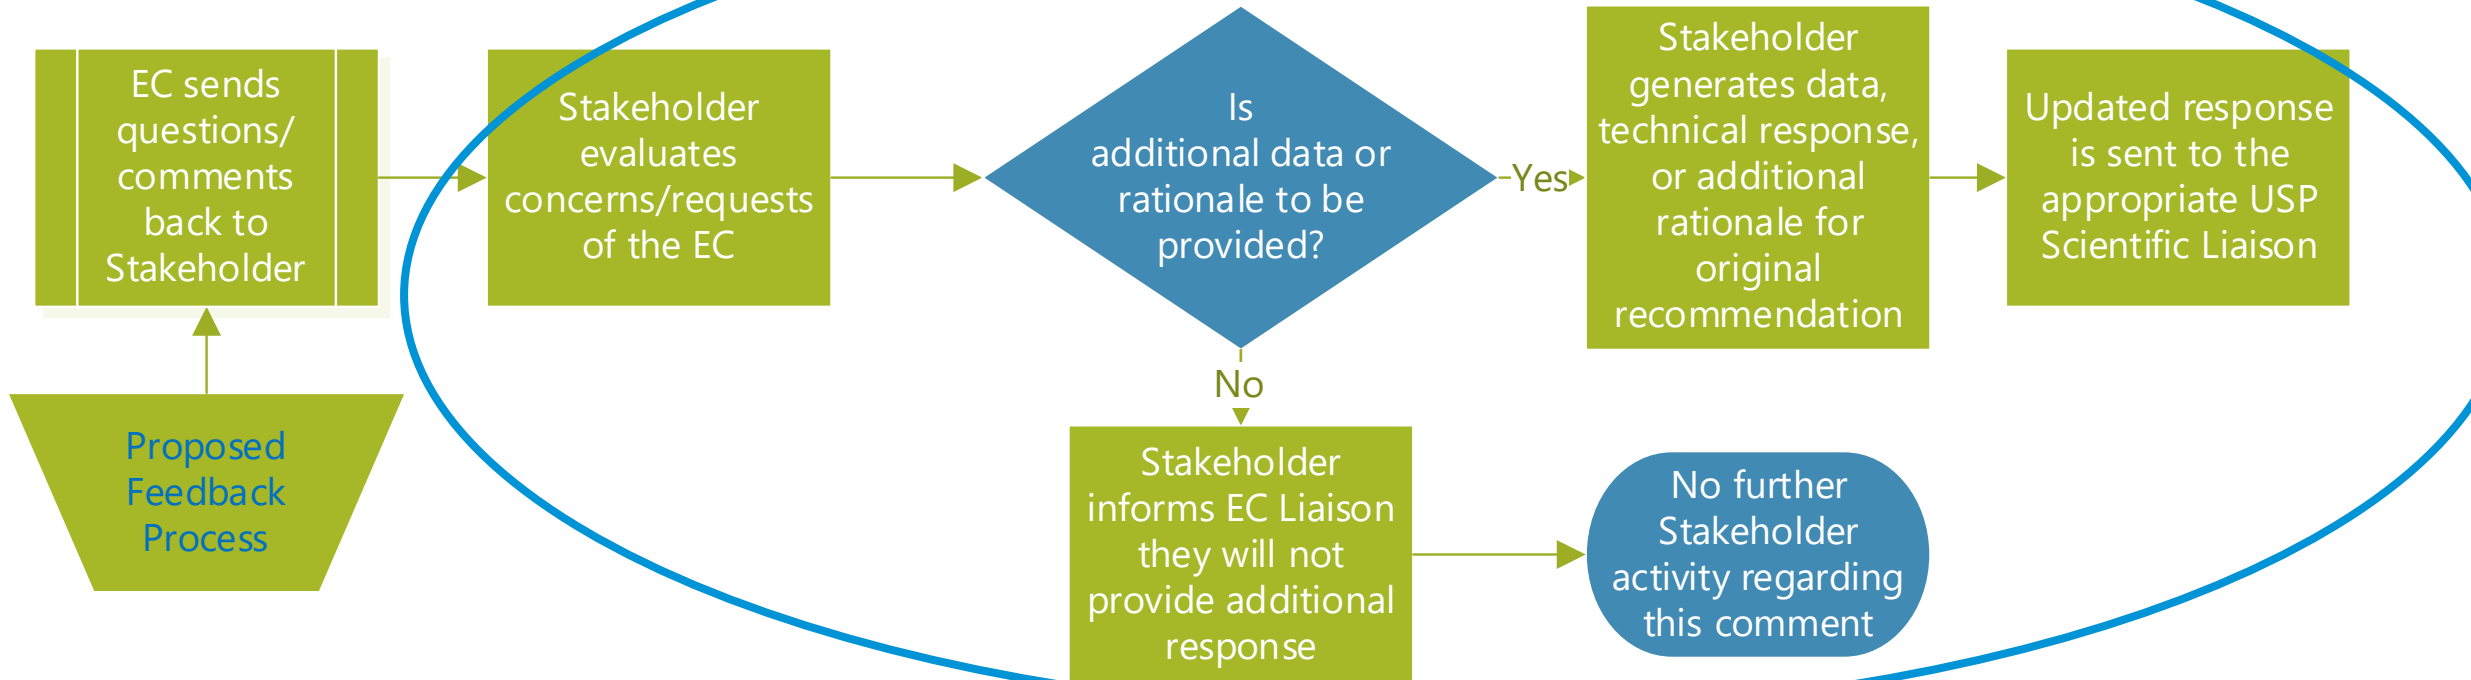 EC sends
questions/
comments
back to
Stakeholder
Stakeholder
evaluates
concerns/requests
of the EC
Is
additional data or
rationale to be
provided?
Yes
Stakeholder
generates data,
technical response,
or additional
rationale for
original
recommendation
Updated response
is sent to the
appropriate USP
Scientific Liaison
No
Proposed
Feedback
Process
Stakeholder
informs EC Liaison
they will not
provide additional
response
No further
Stakeholder
activity regarding
this comment